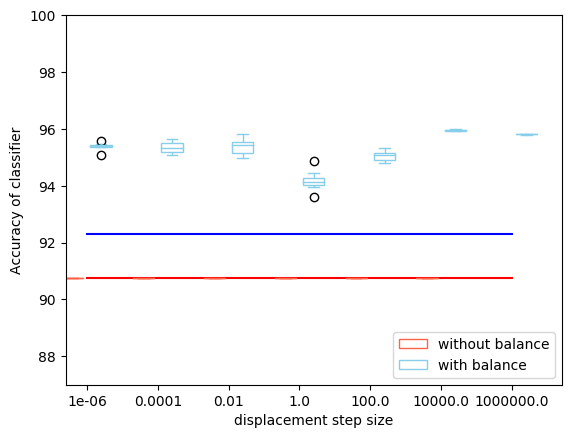 Accuracy of classifier
100
98
96
94
92
90
88
1e-06 0.0001 0.01 1.0 100.0 10000.0 1000000.0
displacement step size
without balance
with balance